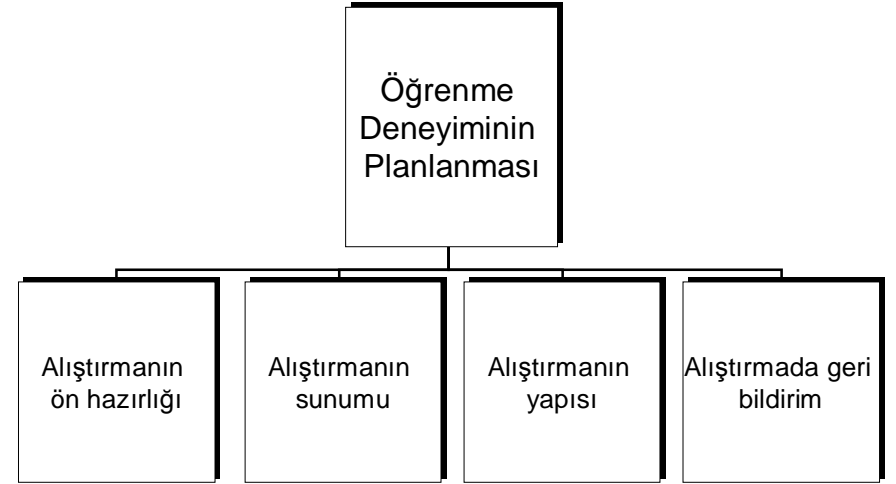 Öğrenme
Deneyiminin
Planlanması
Alıştırmanın
ön hazırlığı
Alıştırmanın
sunumu
Alıştırmanın
yapısı
Alıştırmada geri
bildirim